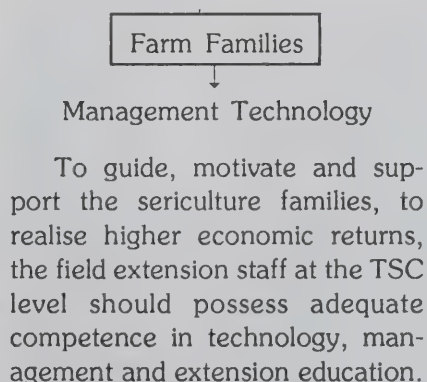 Farm Families
Management Technology
To guide, motivate and sup-
port the sericulture families, to
realise higher economic returns,
the field extension staff at the TSC
level should possess adequate
competence in technology, man-
agement and extension education.